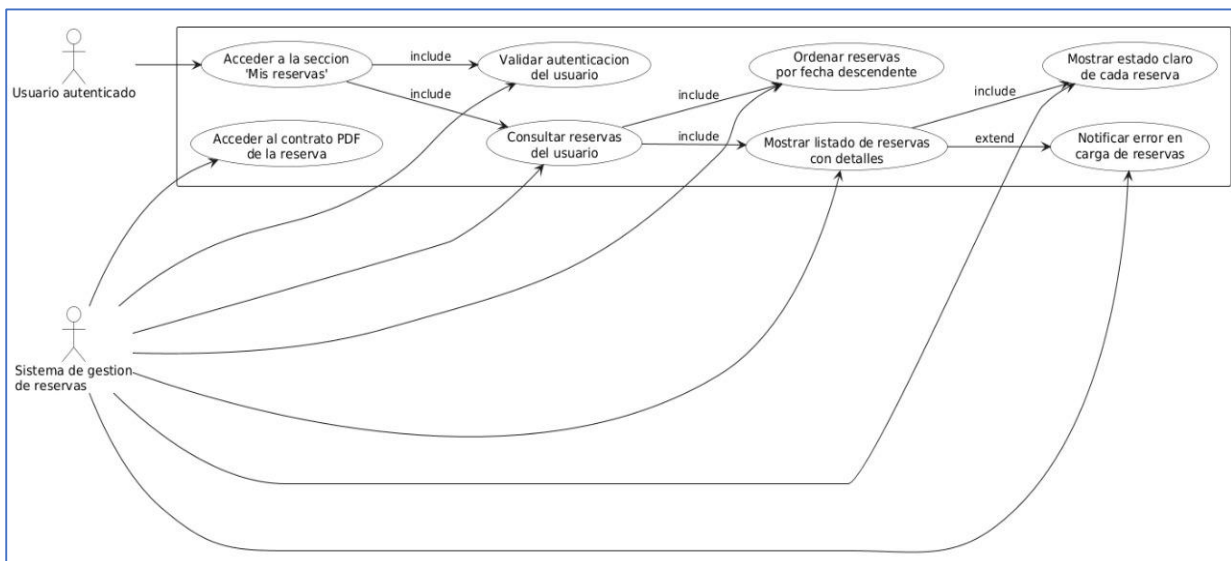 Usuario autenticado
Acceder a la seccion
'Mis reservas'
include
Validar autenticacion
del usuario
Ordenar reservas
por fecha descendente
Mostrar estado claro
de cada reserva
include
include
include
Acceder al contrato PDF
de la reserva
Consultar reservas
del usuario
include
Mostrar listado de reservas
con detalles
extend
Notificar error en
carga de reservas
Sistema de gestion
de reservas